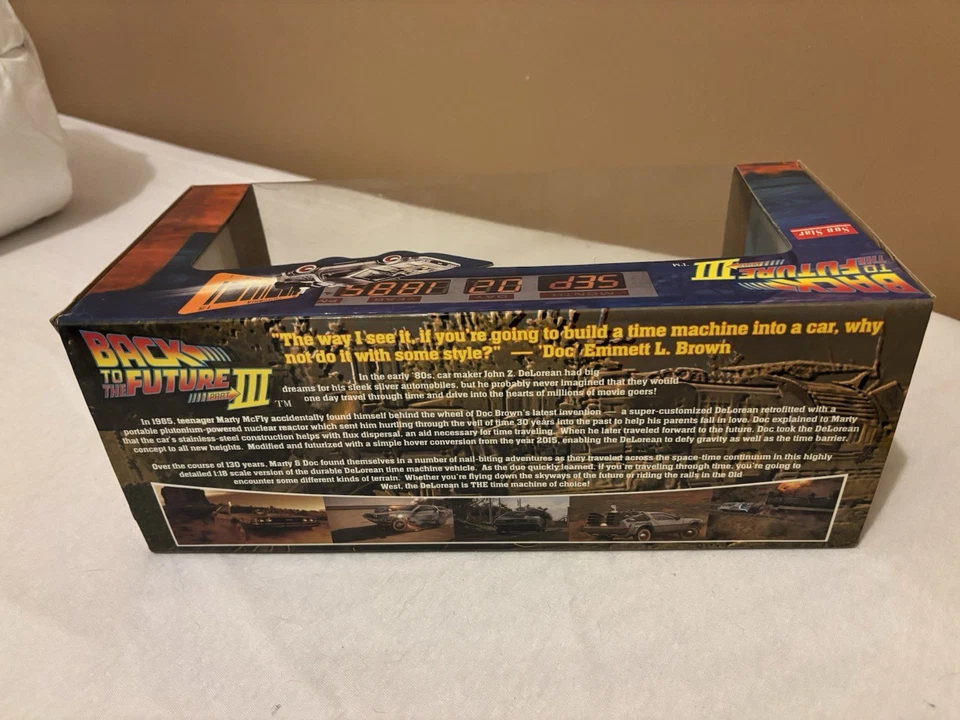 Sun Star
BACK
TO THE
FUTURE
PART III
TM
SEP 02 1885
MONTH DAY YEAR
BACK
TO THE
FUTURE
PART III
TM
"The way I see it, if you're going to build a time machine into a car, why
not do it with some style?" — 'Doc' Emmett L. Brown
In the early '80s, car maker John Z. DeLorean had big
dreams for his sleek silver automobiles, but he probably never imagined that they would
one day travel through time and drive into the hearts of millions of movie goers!
In 1985, teenager Marty McFly accidentally found himself behind the wheel of Doc Brown's latest invention — a super-customized DeLorean retrofitted with a
portable plutonium-powered nuclear reactor which sent him hurtling through the veil of time 30 years into the past to help his parents fall in love. Doc explained to Marty
that the car's stainless-steel construction helps with flux dispersal, an aid necessary for time traveling. When he later traveled forward to the future, Doc took the DeLorean
concept to all new heights. Modified and futurized with a simple hover conversion from the year 2015, enabling the DeLorean to defy gravity as well as the time barrier.
Over the course of 130 years, Marty & Doc found themselves in a number of nail-biting adventures as they traveled across the space-time continuum in this highly
detailed 1:18 scale version of the durable DeLorean time machine vehicle. As the duo quickly learned, if you're traveling through time, you're going to
encounter some different kinds of terrain. Whether you're flying down the skyways of the future or riding the rails in the Old
West, the DeLorean is THE time machine of choice!